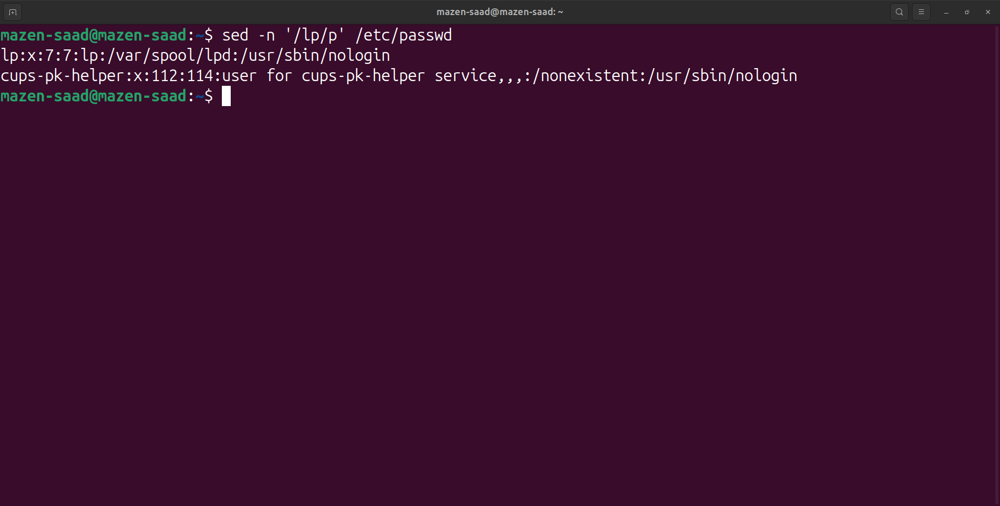 mazen-saad@mazen-saad: ~
mazen-saad@mazen-saad:~$ sed -n '/lp/p' /etc/passwd
lp:x:7:7:lp:/var/spool/lpd:/usr/sbin/nologin
cups-pk-helper:x:112:114:user for cups-pk-helper service,,,:/nonexistent:/usr/sbin/nologin
mazen-saad@mazen-saad:~$